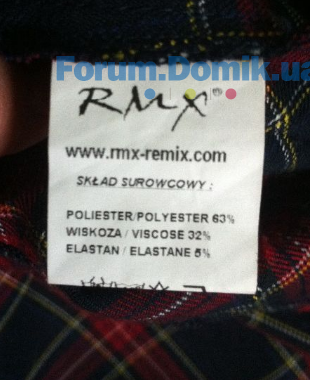 Forum.Domik.ua
RMX®
www.rmx-remix.com
SKŁAD SUROWCOWY :
POLIESTER/POLYESTER 63%
WISKOZA / VISCOSE 32%
ELASTAN / ELASTANE 5%